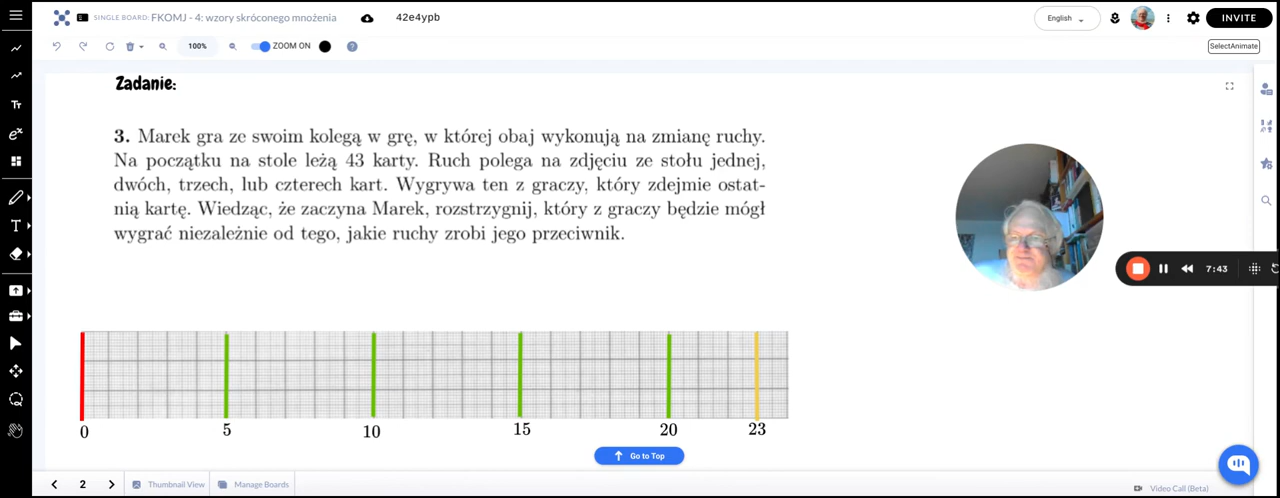 SINGLE BOARD: FKOMJ - 4: wzory skróconego mnożenia
42e4ypb
English
INVITE
100%
ZOOM ON
SelectAnimate
Zadanie:
3. Marek gra ze swoim kolegą w grę, w której obaj wykonują na zmianę ruchy.
Na początku na stole leżą 43 karty. Ruch polega na zdjęciu ze stołu jednej,
dwóch, trzech, lub czterech kart. Wygrywa ten z graczy, który zdejmie ostat-
nią kartę. Wiedząc, że zaczyna Marek, rozstrzygnij, który z graczy będzie mógł
wygrać niezależnie od tego, jakie ruchy zrobi jego przeciwnik.
7:43
0 5 10 15 20 23
Go to Top
2
Thumbnail View
Manage Boards
Video Call (Beta)
Tт
eˣ
T
?